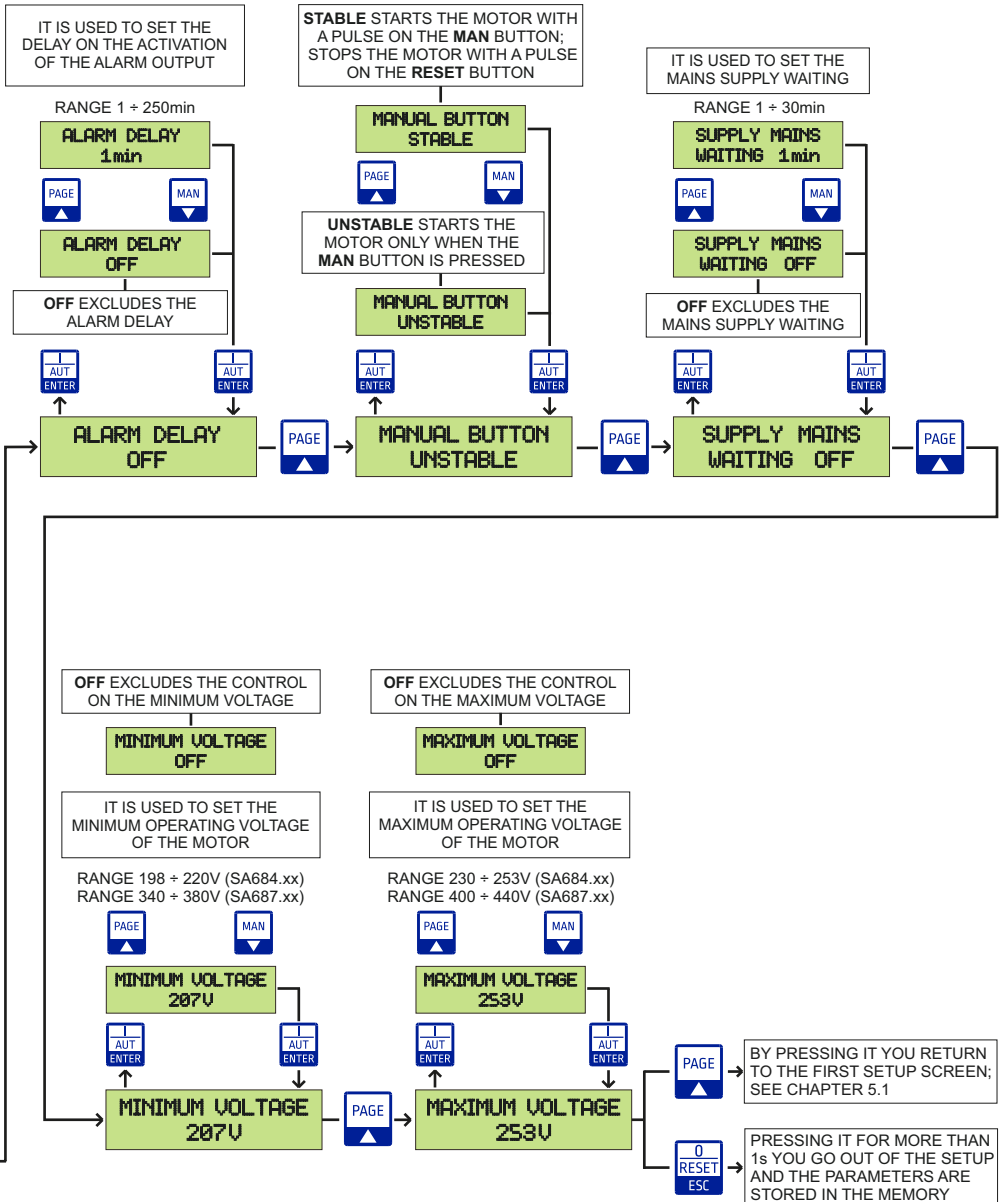 IT IS USED TO SET THE
DELAY ON THE ACTIVATION
OF THE ALARM OUTPUT
RANGE 1 ÷ 250min
ALARM DELAY
1min
PAGE
MAN
ALARM DELAY
OFF
OFF EXCLUDES THE
ALARM DELAY
AUT
ENTER
AUT
ENTER
ALARM DELAY
OFF
PAGE
STABLE STARTS THE MOTOR WITH
A PULSE ON THE MAN BUTTON;
STOPS THE MOTOR WITH A PULSE
ON THE RESET BUTTON
MANUAL BUTTON
STABLE
PAGE
MAN
UNSTABLE STARTS THE
MOTOR ONLY WHEN THE
MAN BUTTON IS PRESSED
MANUAL BUTTON
UNSTABLE
AUT
ENTER
AUT
ENTER
MANUAL BUTTON
UNSTABLE
PAGE
IT IS USED TO SET THE
MAINS SUPPLY WAITING
RANGE 1 ÷ 30min
SUPPLY MAINS
WAITING 1min
PAGE
MAN
SUPPLY MAINS
WAITING OFF
OFF EXCLUDES THE
MAINS SUPPLY WAITING
AUT
ENTER
AUT
ENTER
SUPPLY MAINS
WAITING OFF
PAGE
OFF EXCLUDES THE CONTROL
ON THE MINIMUM VOLTAGE
MINIMUM VOLTAGE
OFF
IT IS USED TO SET THE
MINIMUM OPERATING VOLTAGE
OF THE MOTOR
RANGE 198 ÷ 220V (SA684.xx)
RANGE 340 ÷ 380V (SA687.xx)
PAGE
MAN
MINIMUM VOLTAGE
207V
AUT
ENTER
AUT
ENTER
MINIMUM VOLTAGE
207V
PAGE
OFF EXCLUDES THE CONTROL
ON THE MAXIMUM VOLTAGE
MAXIMUM VOLTAGE
OFF
IT IS USED TO SET THE
MAXIMUM OPERATING VOLTAGE
OF THE MOTOR
RANGE 230 ÷ 253V (SA684.xx)
RANGE 400 ÷ 440V (SA687.xx)
PAGE
MAN
MAXIMUM VOLTAGE
253V
AUT
ENTER
AUT
ENTER
MAXIMUM VOLTAGE
253V
PAGE
BY PRESSING IT YOU RETURN
TO THE FIRST SETUP SCREEN;
SEE CHAPTER 5.1
0
RESET
ESC
PRESSING IT FOR MORE THAN
1s YOU GO OUT OF THE SETUP
AND THE PARAMETERS ARE
STORED IN THE MEMORY